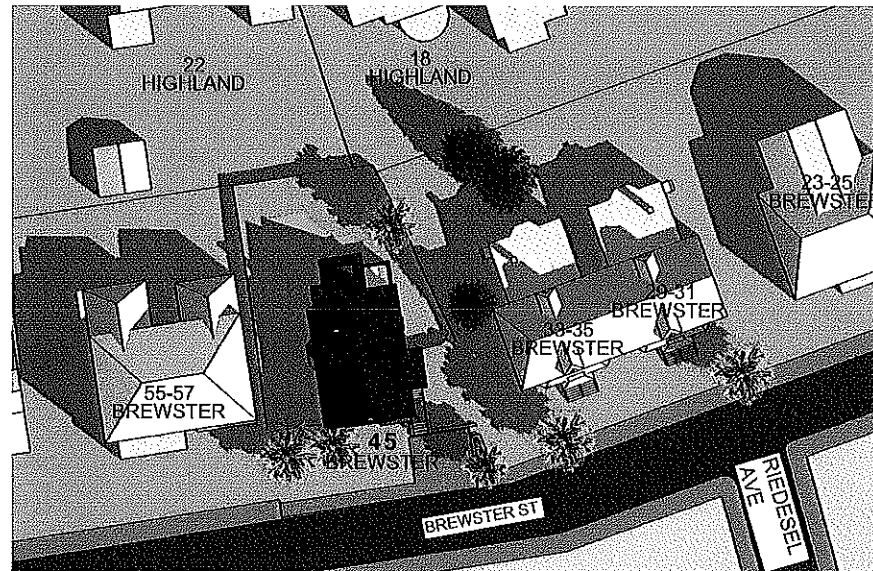 22
HIGHLAND
18
HIGHLAND
23-25
BREWSTER
29-31
BREWSTER
33-35
BREWSTER
55-57
BREWSTER
45
BREWSTER
BREWSTER ST
RIEDESEL
AVE